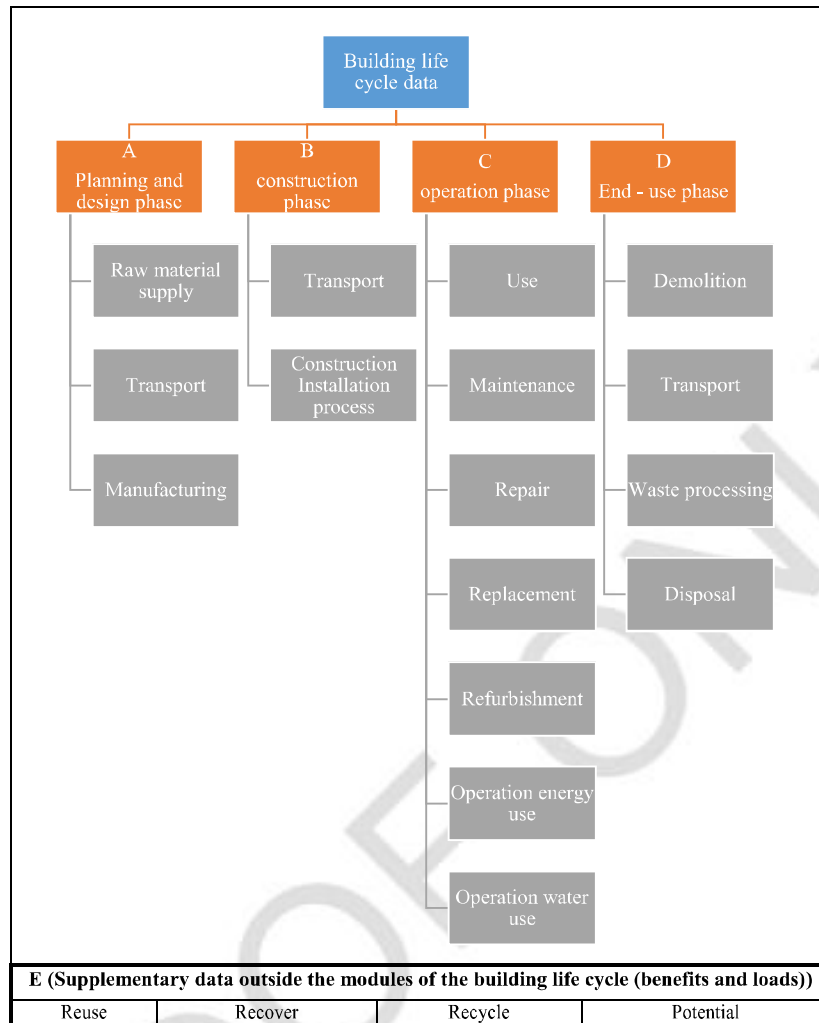 Building life
cycle data
A
Planning and
design phase
B
construction
phase
C
operation phase
D
End - use phase
Raw material
supply
Transport
Manufacturing
Transport
Construction
Installation
process
Use
Maintenance
Repair
Replacement
Refurbishment
Operation energy
use
Operation water
use
Demolition
Transport
Waste processing
Disposal
E (Supplementary data outside the modules of the building life cycle (benefits and loads))
Reuse Recover Recycle Potential